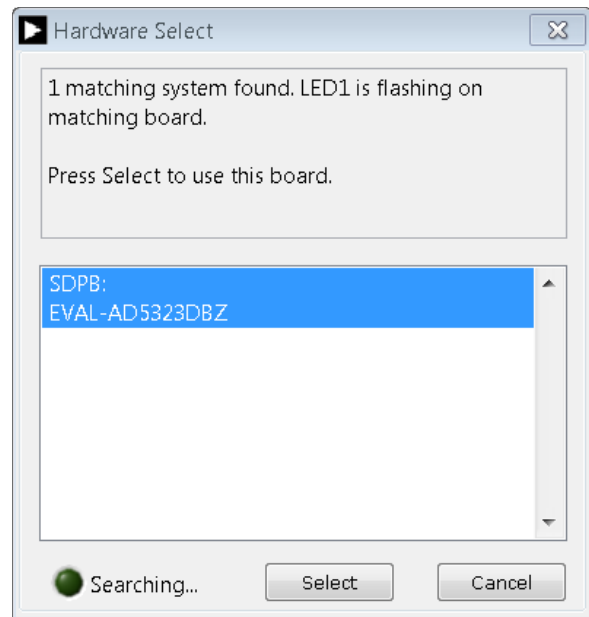 Hardware Select
1 matching system found. LED1 is flashing on
matching board.
Press Select to use this board.
SDPB:
EVAL-AD5323DBZ
Searching...
Select
Cancel